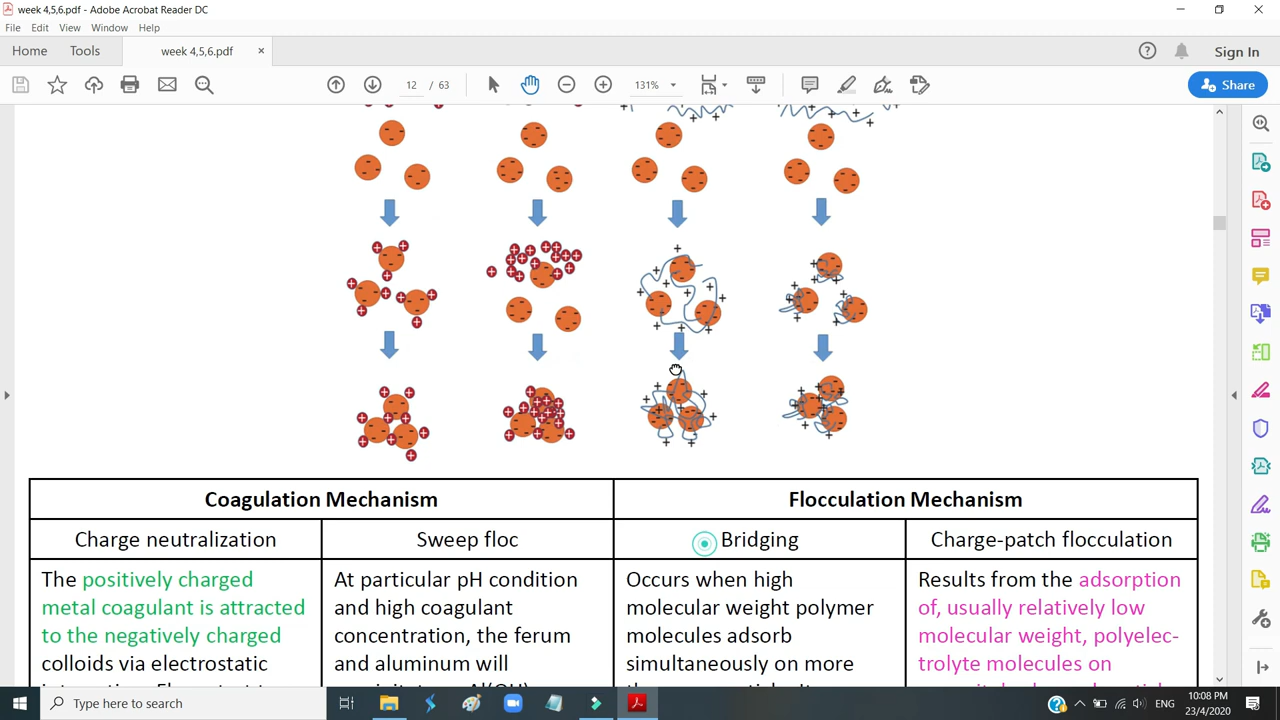 week 4,5,6.pdf - Adobe Acrobat Reader DC
File Edit View Window Help
Home Tools week 4,5,6.pdf × Sign In
12 / 63 131% Share
Coagulation Mechanism Flocculation Mechanism
Charge neutralization Sweep floc Bridging Charge-patch flocculation
The positively charged
metal coagulant is attracted
to the negatively charged
colloids via electrostatic
At particular pH condition
and high coagulant
concentration, the ferum
and aluminum will
Occurs when high
molecular weight polymer
molecules adsorb
simultaneously on more
Results from the adsorption
of, usually relatively low
molecular weight, polyelec-
trolyte molecules on
Type here to search
ENG
10:08 PM
23/4/2020